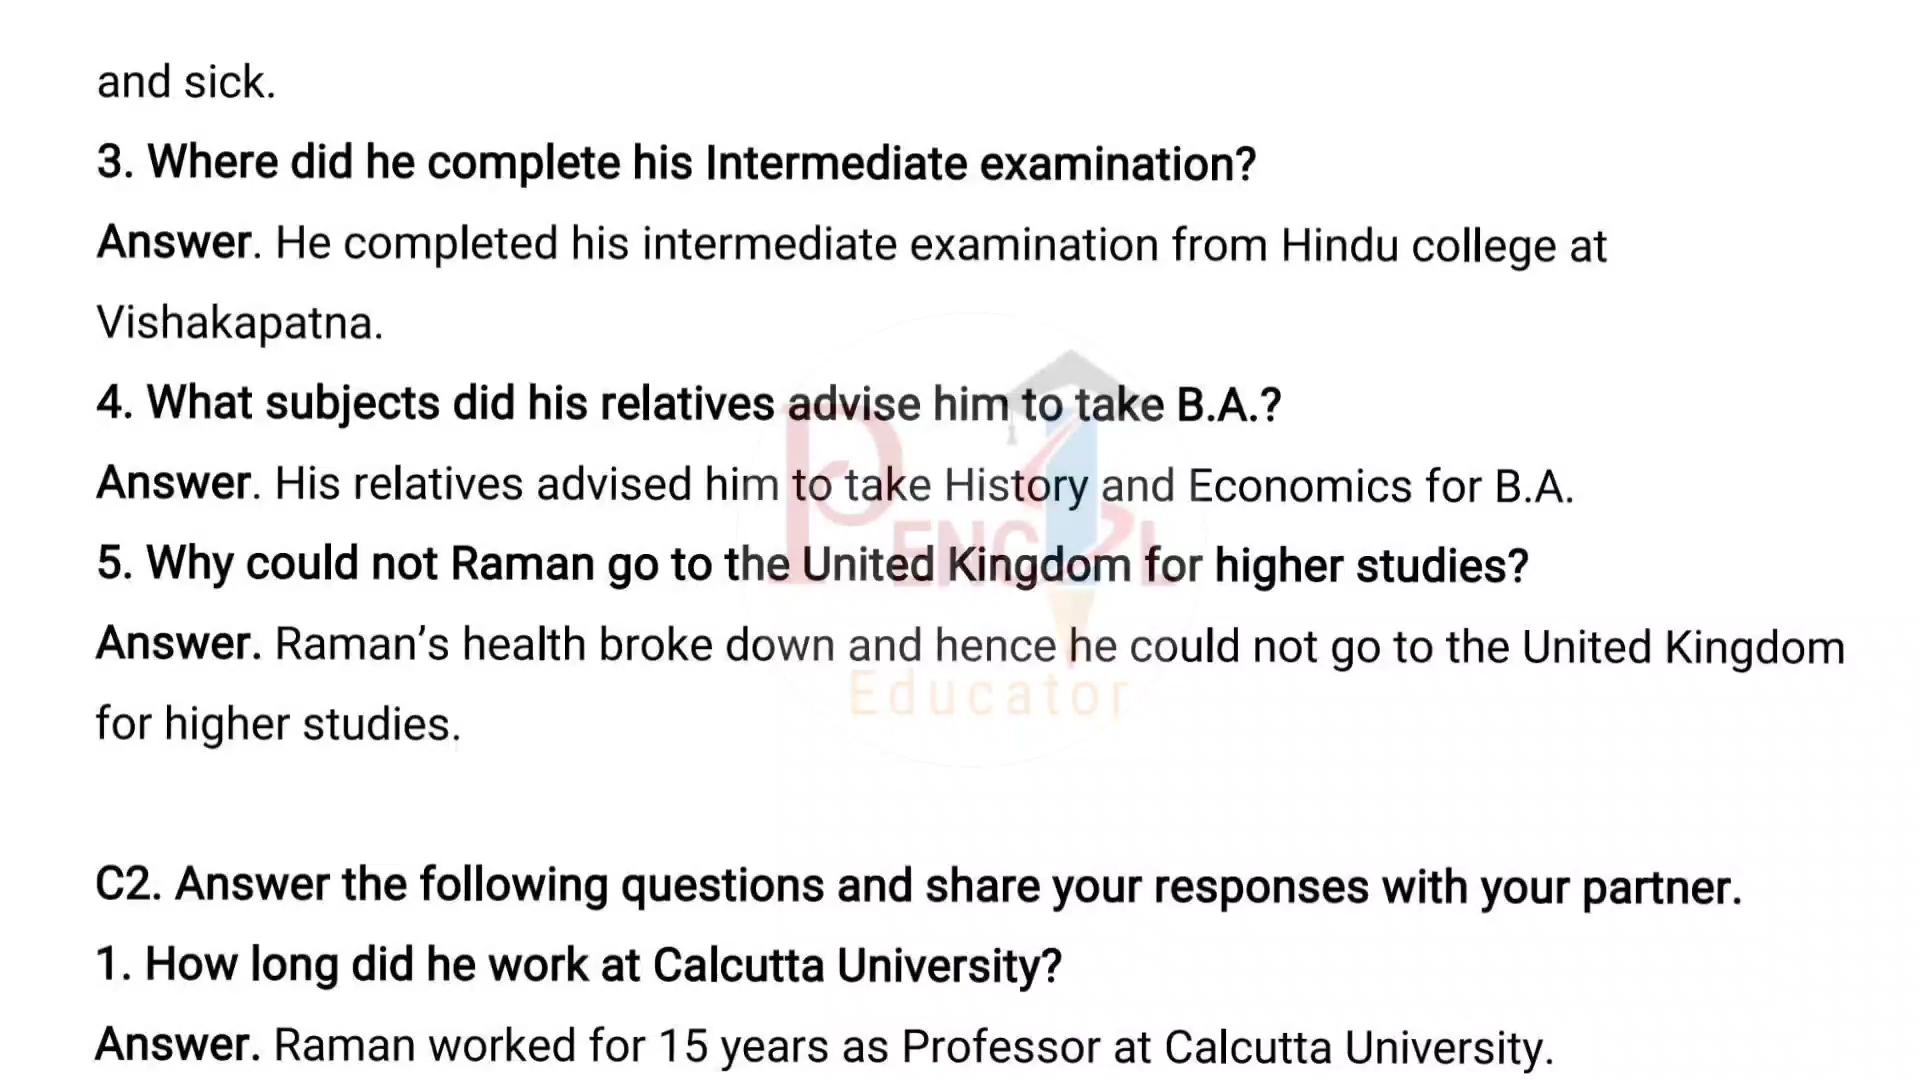 and sick.
3. Where did he complete his Intermediate examination?
Answer. He completed his intermediate examination from Hindu college at
Vishakapatna.
4. What subjects did his relatives advise him to take B.A.?
Answer. His relatives advised him to take History and Economics for B.A.
5. Why could not Raman go to the United Kingdom for higher studies?
Answer. Raman’s health broke down and hence he could not go to the United Kingdom
for higher studies.
PENCIL
Educator
C2. Answer the following questions and share your responses with your partner.
1. How long did he work at Calcutta University?
Answer. Raman worked for 15 years as Professor at Calcutta University.